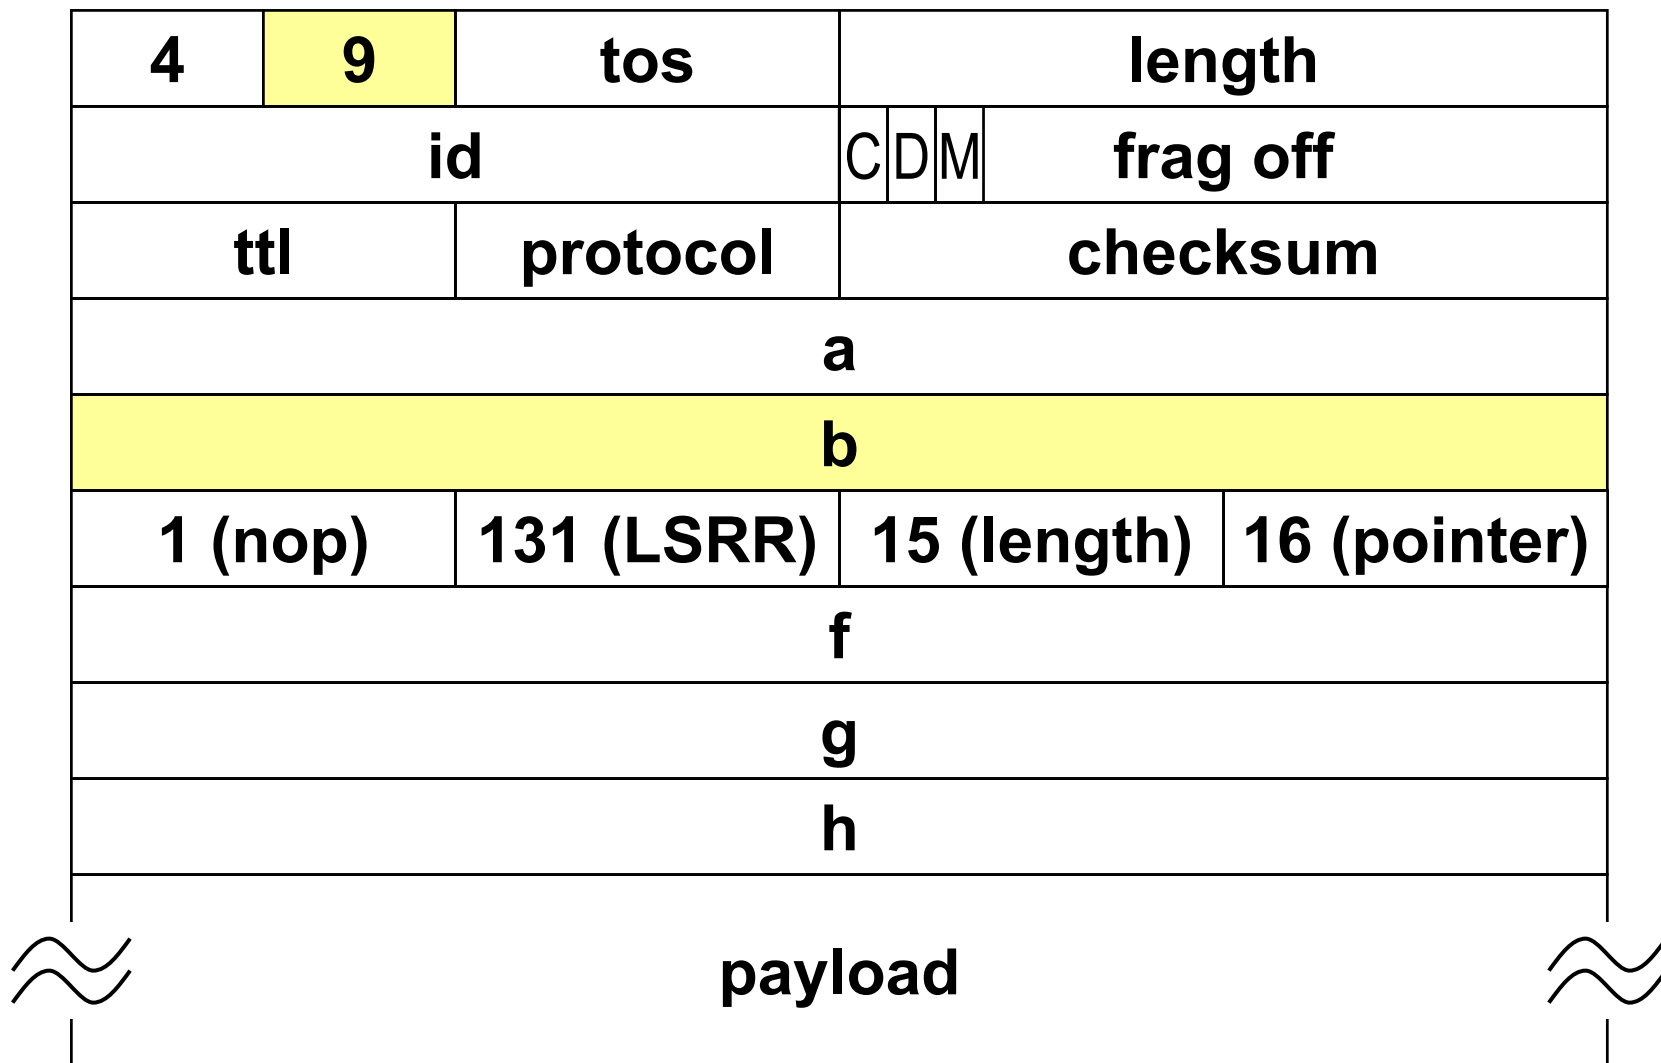 4 9 tos length
id C D M frag off
ttl protocol checksum
a
b
1 (nop) 131 (LSRR) 15 (length) 16 (pointer)
f
g
h
payload